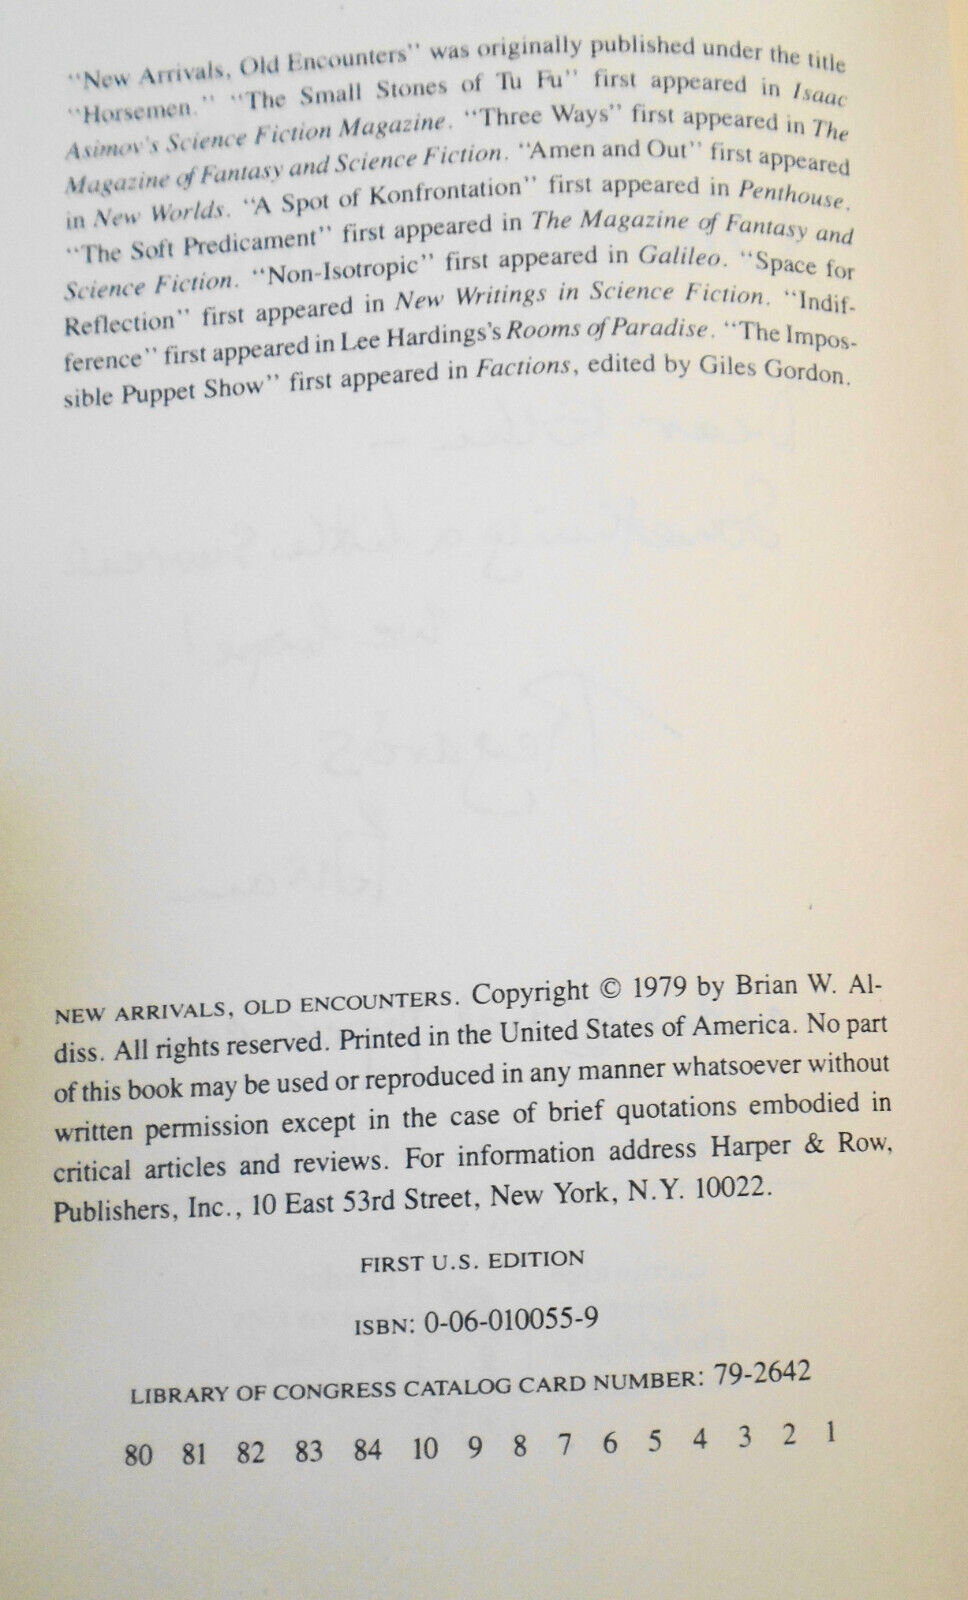 "New Arrivals, Old Encounters" was originally published under the title
"Horsemen." "The Small Stones of Tu Fu" first appeared in Isaac
Asimov's Science Fiction Magazine. "Three Ways" first appeared in The
Magazine of Fantasy and Science Fiction. "Amen and Out" first appeared
in New Worlds. "A Spot of Konfrontation" first appeared in Penthouse.
"The Soft Predicament" first appeared in The Magazine of Fantasy and
Science Fiction. "Non-Isotropic" first appeared in Galileo. "Space for
Reflection" first appeared in New Writings in Science Fiction. "Indif-
ference" first appeared in Lee Hardings's Rooms of Paradise. "The Impos-
sible Puppet Show" first appeared in Factions, edited by Giles Gordon.
Dear
a little
Regards
Brian
NEW ARRIVALS, OLD ENCOUNTERS. Copyright © 1979 by Brian W. Al-
diss. All rights reserved. Printed in the United States of America. No part
of this book may be used or reproduced in any manner whatsoever without
written permission except in the case of brief quotations embodied in
critical articles and reviews. For information address Harper & Row,
Publishers, Inc., 10 East 53rd Street, New York, N.Y. 10022.
FIRST U.S. EDITION
ISBN: 0-06-010055-9
LIBRARY OF CONGRESS CATALOG CARD NUMBER: 79-2642
80 81 82 83 84 10 9 8 7 6 5 4 3 2 1